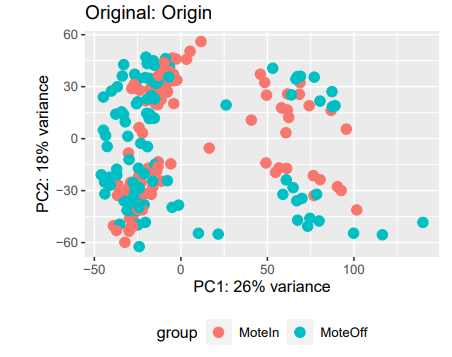 Original: Origin
60
30
0
−30
−60
PC2: 18% variance
−50
0
50
100
PC1: 26% variance
group
MoteIn
MoteOff